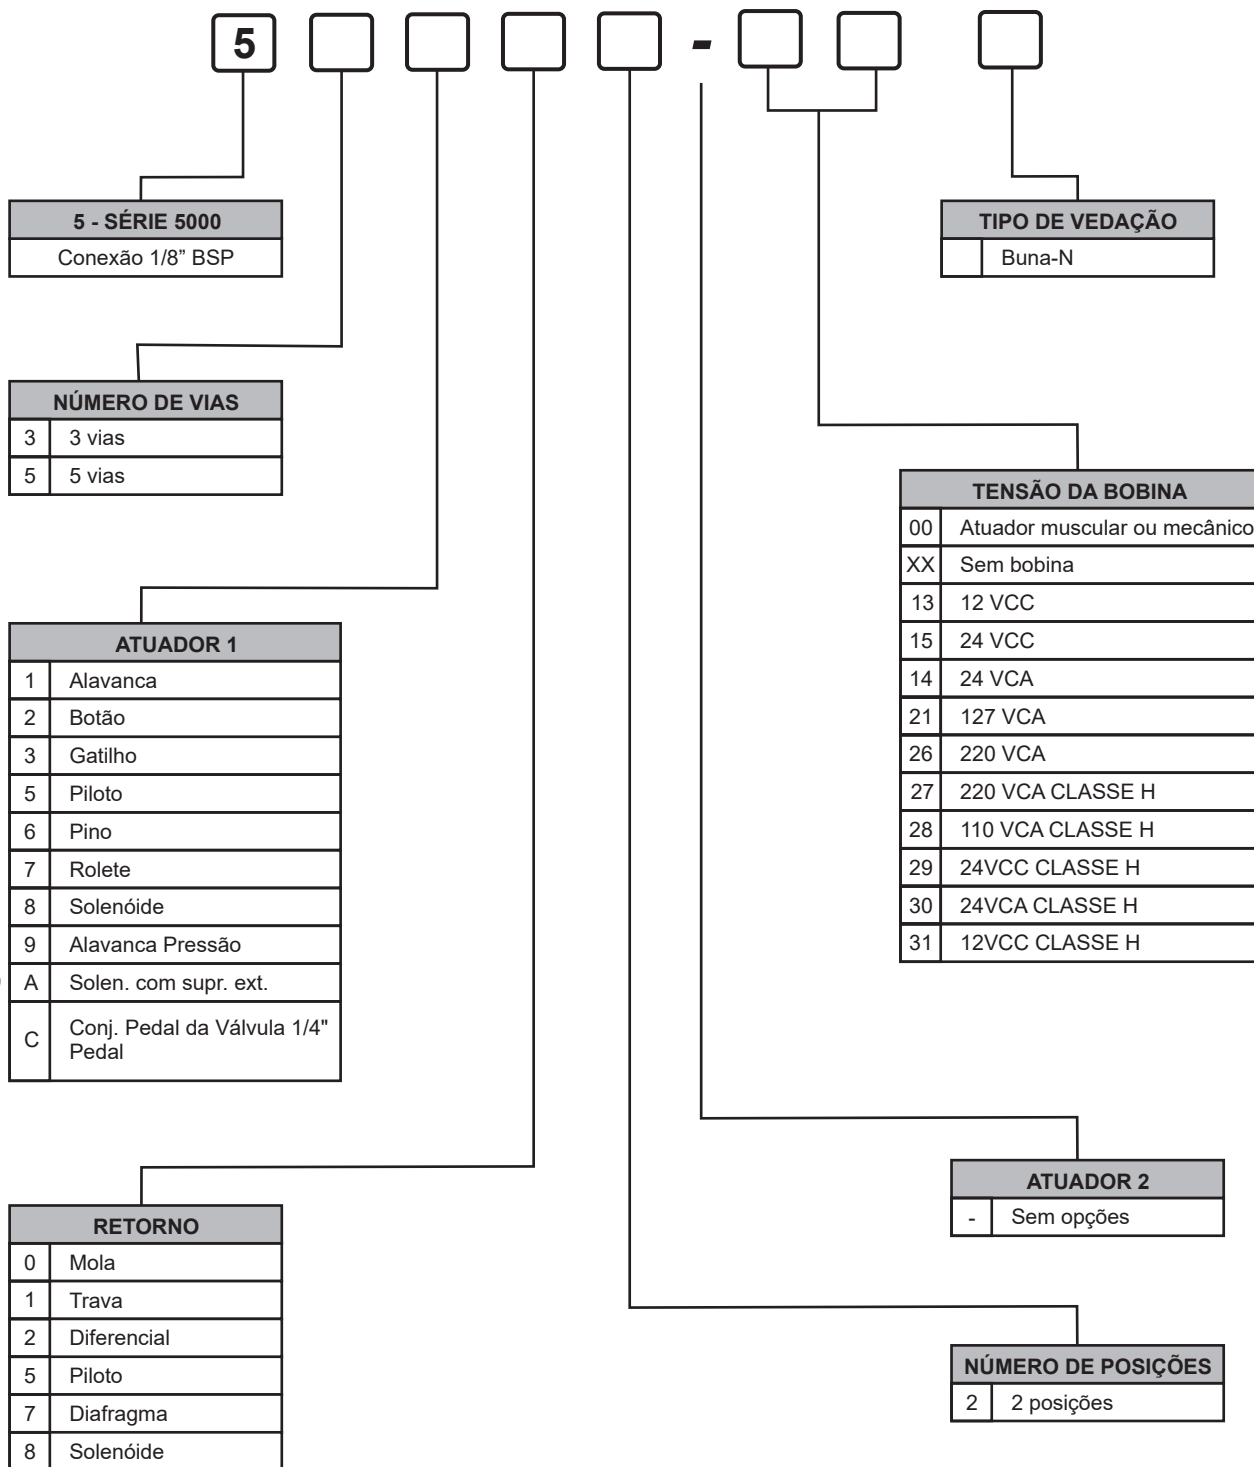 5 -
5 - SÉRIE 5000
Conexão 1/8” BSP
TIPO DE VEDAÇÃO
Buna-N
NÚMERO DE VIAS
3 3 vias
5 5 vias
TENSÃO DA BOBINA
00 Atuador muscular ou mecânico
XX Sem bobina
13 12 VCC
15 24 VCC
14 24 VCA
21 127 VCA
26 220 VCA
27 220 VCA CLASSE H
28 110 VCA CLASSE H
29 24VCC CLASSE H
30 24VCA CLASSE H
31 12VCC CLASSE H
ATUADOR 1
1 Alavanca
2 Botão
3 Gatilho
5 Piloto
6 Pino
7 Rolete
8 Solenóide
9 Alavanca Pressão
A Solen. com supr. ext.
C Conj. Pedal da Válvula 1/4"
Pedal
ATUADOR 2
- Sem opções
RETORNO
0 Mola
1 Trava
2 Diferencial
5 Piloto
7 Diafragma
8 Solenóide
NÚMERO DE POSIÇÕES
2 2 posições